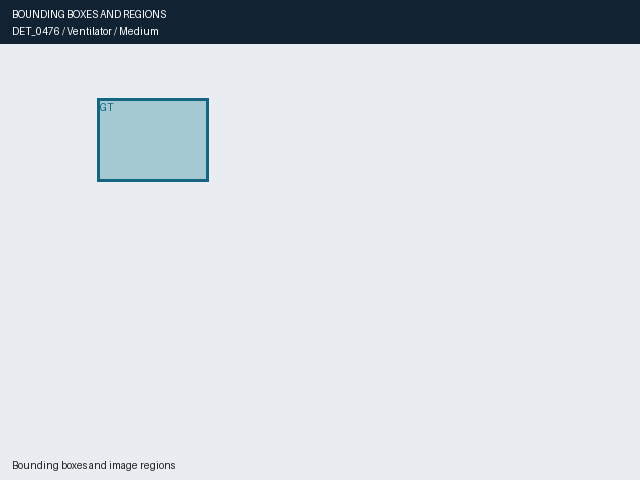 BOUNDING BOXES AND REGIONS
DET_0476 / Ventilator / Medium
GT
Bounding boxes and image regions